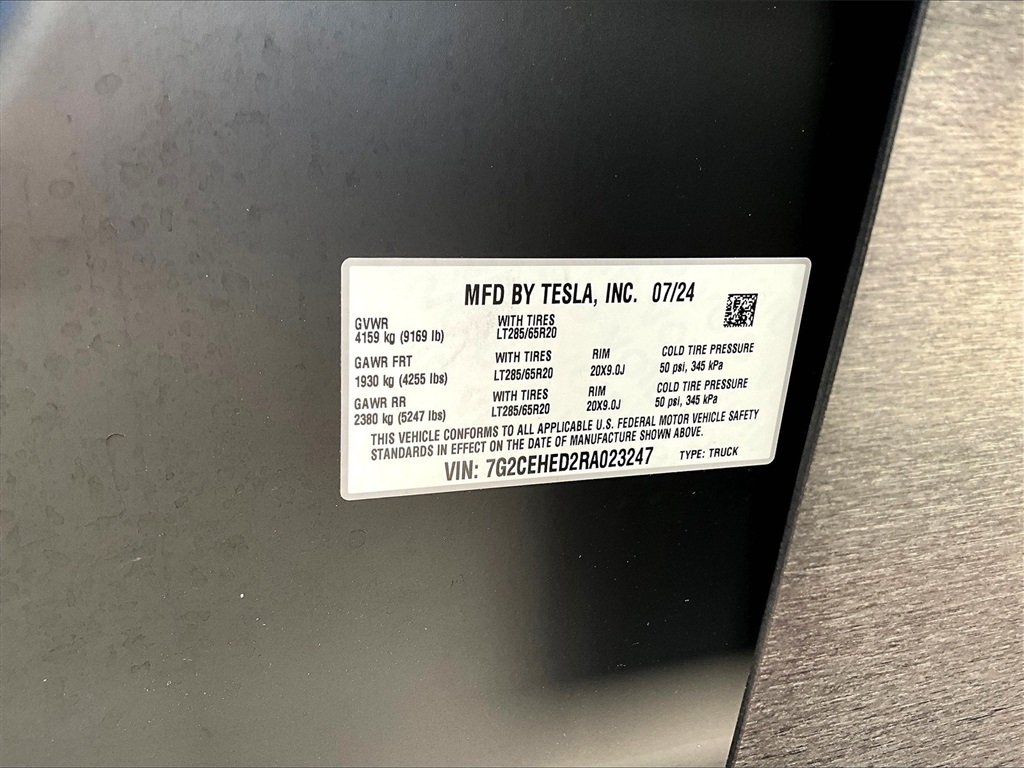 MFD BY TESLA, INC. 07/24
GVWR WITH TIRES
4159 kg (9169 lb) LT285/65R20
GAWR FRT WITH TIRES RIM COLD TIRE PRESSURE
1930 kg (4255 lbs) LT285/65R20 20X9.0J 50 psi, 345 kPa
GAWR RR WITH TIRES RIM COLD TIRE PRESSURE
2380 kg (5247 lbs) LT285/65R20 20X9.0J 50 psi, 345 kPa
THIS VEHICLE CONFORMS TO ALL APPLICABLE U.S. FEDERAL MOTOR VEHICLE SAFETY
STANDARDS IN EFFECT ON THE DATE OF MANUFACTURE SHOWN ABOVE.
VIN: 7G2CEHED2RA023247 TYPE: TRUCK